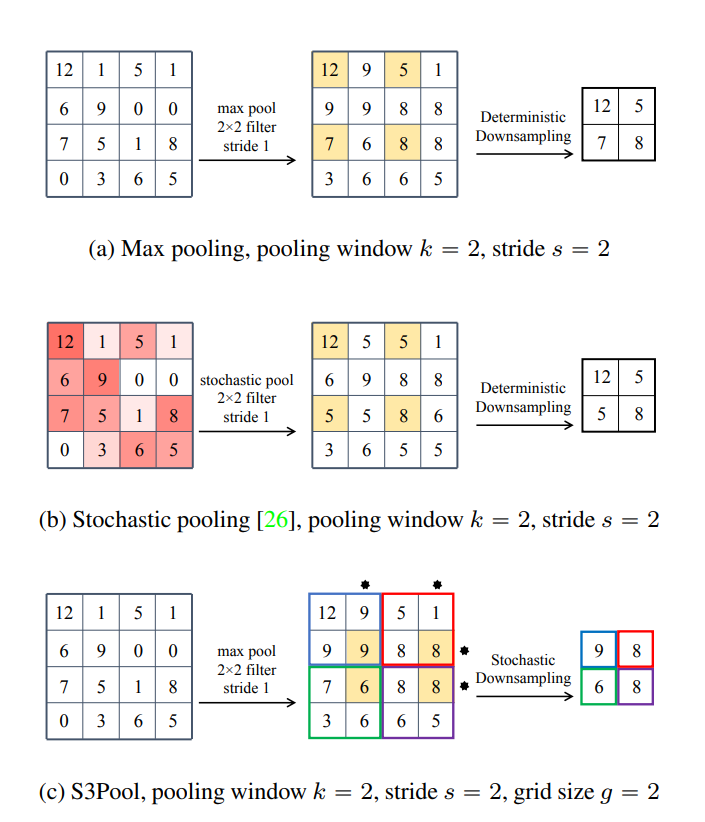 12 1 5 1
6 9 0 0
7 5 1 8
0 3 6 5
max pool
2×2 filter
stride 1
12 9 5 1
9 9 8 8
7 6 8 8
3 6 6 5
Deterministic
Downsampling
12 5
7 8
(a) Max pooling, pooling window k = 2, stride s = 2
12 1 5 1
6 9 0 0
7 5 1 8
0 3 6 5
stochastic pool
2×2 filter
stride 1
12 5 5 1
6 9 8 8
5 5 8 6
3 6 5 5
Deterministic
Downsampling
12 5
5 8
(b) Stochastic pooling [26], pooling window k = 2, stride s = 2
12 1 5 1
6 9 0 0
7 5 1 8
0 3 6 5
max pool
2×2 filter
stride 1
12 9 5 1
9 9 8 8
7 6 8 8
3 6 6 5
Stochastic
Downsampling
9 8
6 8
(c) S3Pool, pooling window k = 2, stride s = 2, grid size g = 2